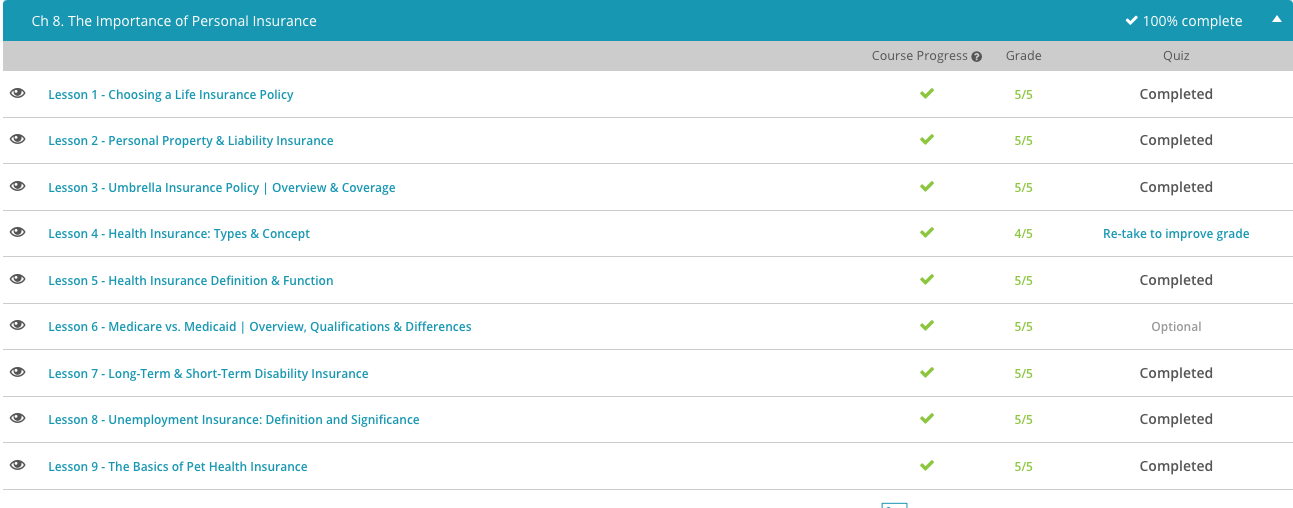 Ch 8. The Importance of Personal Insurance 100% complete
Course Progress Grade Quiz
Lesson 1 - Choosing a Life Insurance Policy 5/5 Completed
Lesson 2 - Personal Property & Liability Insurance 5/5 Completed
Lesson 3 - Umbrella Insurance Policy | Overview & Coverage 5/5 Completed
Lesson 4 - Health Insurance: Types & Concept 4/5 Re-take to improve grade
Lesson 5 - Health Insurance Definition & Function 5/5 Completed
Lesson 6 - Medicare vs. Medicaid | Overview, Qualifications & Differences 5/5 Optional
Lesson 7 - Long-Term & Short-Term Disability Insurance 5/5 Completed
Lesson 8 - Unemployment Insurance: Definition and Significance 5/5 Completed
Lesson 9 - The Basics of Pet Health Insurance 5/5 Completed